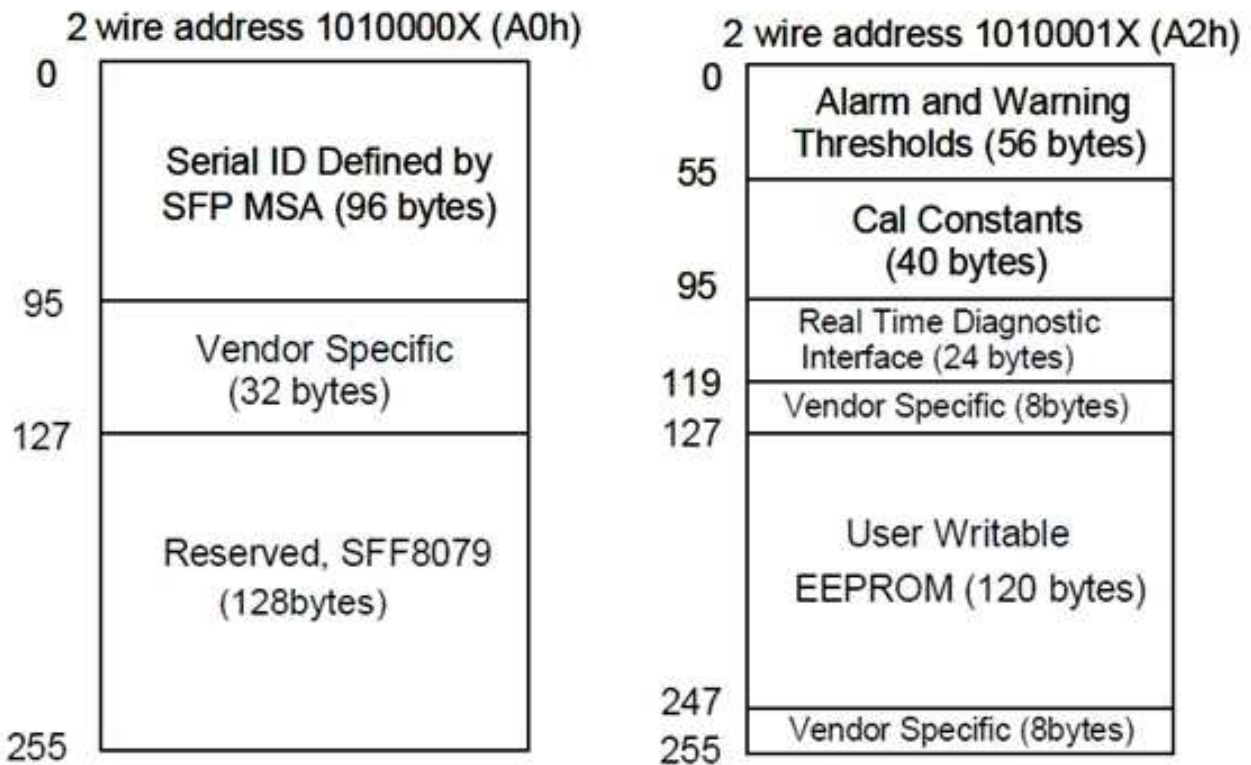 2 wire address 1010000X (A0h)
0
Serial ID Defined by
SFP MSA (96 bytes)
95
Vendor Specific
(32 bytes)
127
Reserved, SFF8079
(128bytes)
255
2 wire address 1010001X (A2h)
0
Alarm and Warning
Thresholds (56 bytes)
55
Cal Constants
(40 bytes)
95
Real Time Diagnostic
Interface (24 bytes)
119
Vendor Specific (8bytes)
127
User Writable
EEPROM (120 bytes)
247
Vendor Specific (8bytes)
255